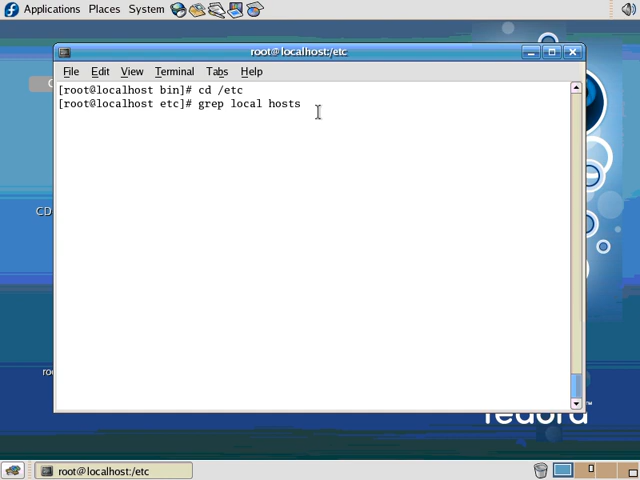 Applications Places System
root@localhost:/etc
File Edit View Terminal Tabs Help
[root@localhost bin]# cd /etc
[root@localhost etc]# grep local hosts
CD
fedora™
root@localhost:/etc